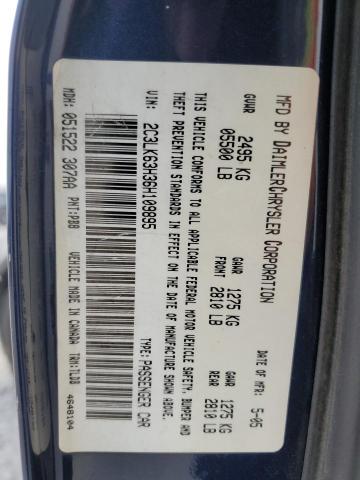 MFD BY DAIMLERCHRYSLER CORPORATION
GVWR
2495 KG
05500 LB
GAWR FRONT
1275 KG
2810 LB
GAWR REAR
1275 KG
2810 LB
DATE OF MFR: 5-05
THIS VEHICLE CONFORMS TO ALL APPLICABLE FEDERAL MOTOR VEHICLE SAFETY, BUMPER AND
THEFT PREVENTION STANDARDS IN EFFECT ON THE DATE OF MANUFACTURE SHOWN ABOVE.
VIN: 2C3LK63H36H109895 TYPE: PASSENGER CAR
MDH: 051522 307AA PNT:PB8 VEHICLE MADE IN CANADA TRM:TLDB 4648104